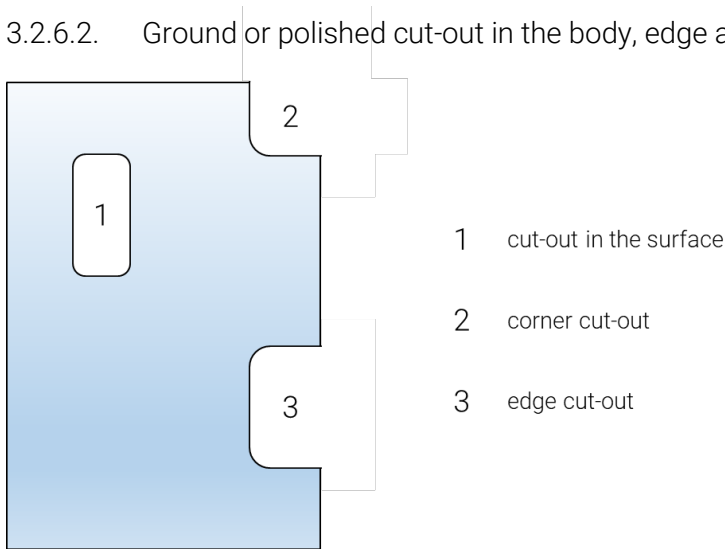 3.2.6.2. Ground or polished cut-out in the body, edge
2
1
3
1 cut-out in the surface
2 corner cut-out
3 edge cut-out